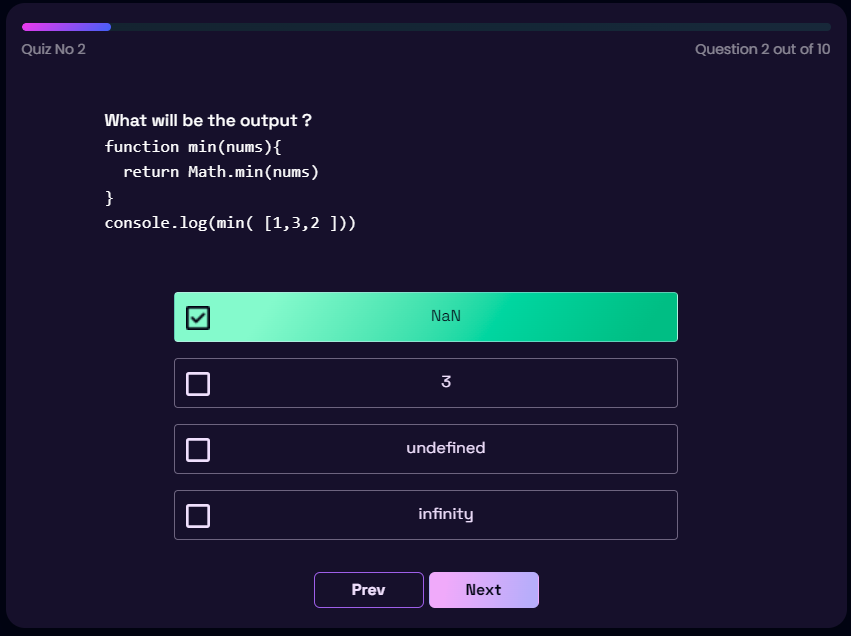 Quiz No 2
Question 2 out of 10
What will be the output ?
function min(nums){
  return Math.min(nums)
}
console.log(min( [1,3,2 ]))
NaN
3
undefined
infinity
Prev
Next